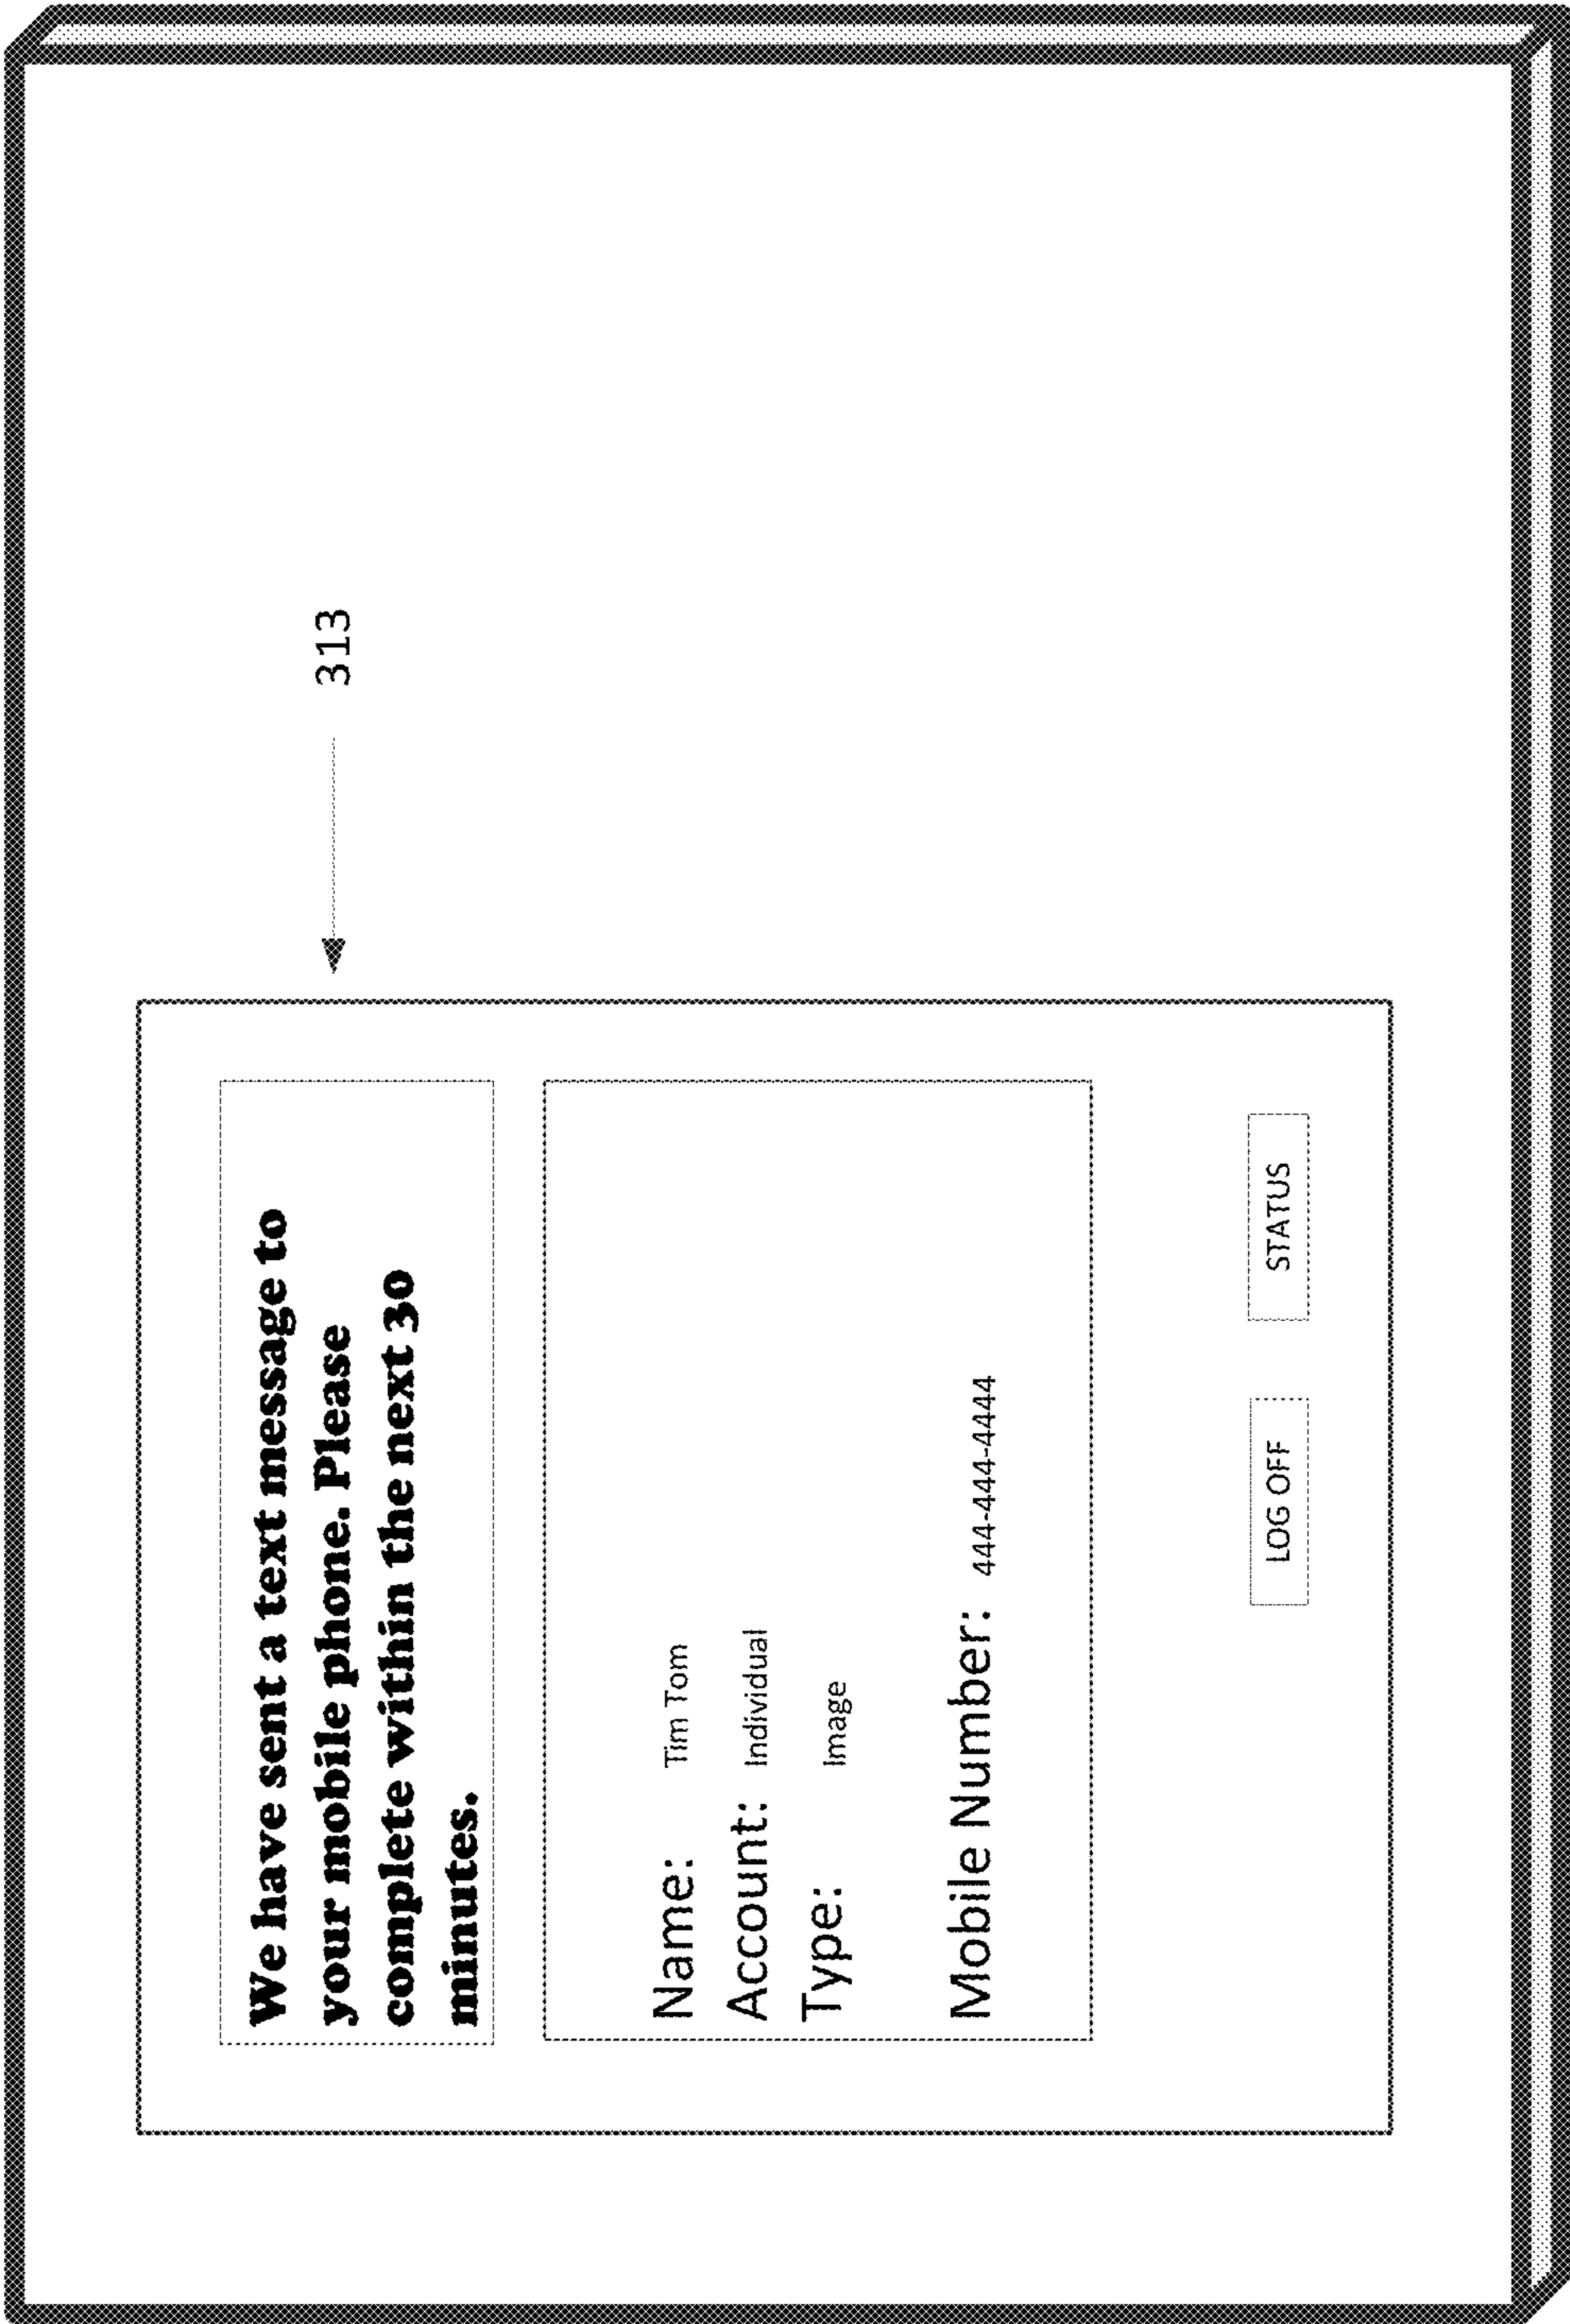 We have sent a text message to
your mobile phone. Please
complete within the next 30
minutes.
313
Name: Tim Tom
Account: Individual
Type: Image
Mobile Number: 444-444-4444
LOG OFF
STATUS